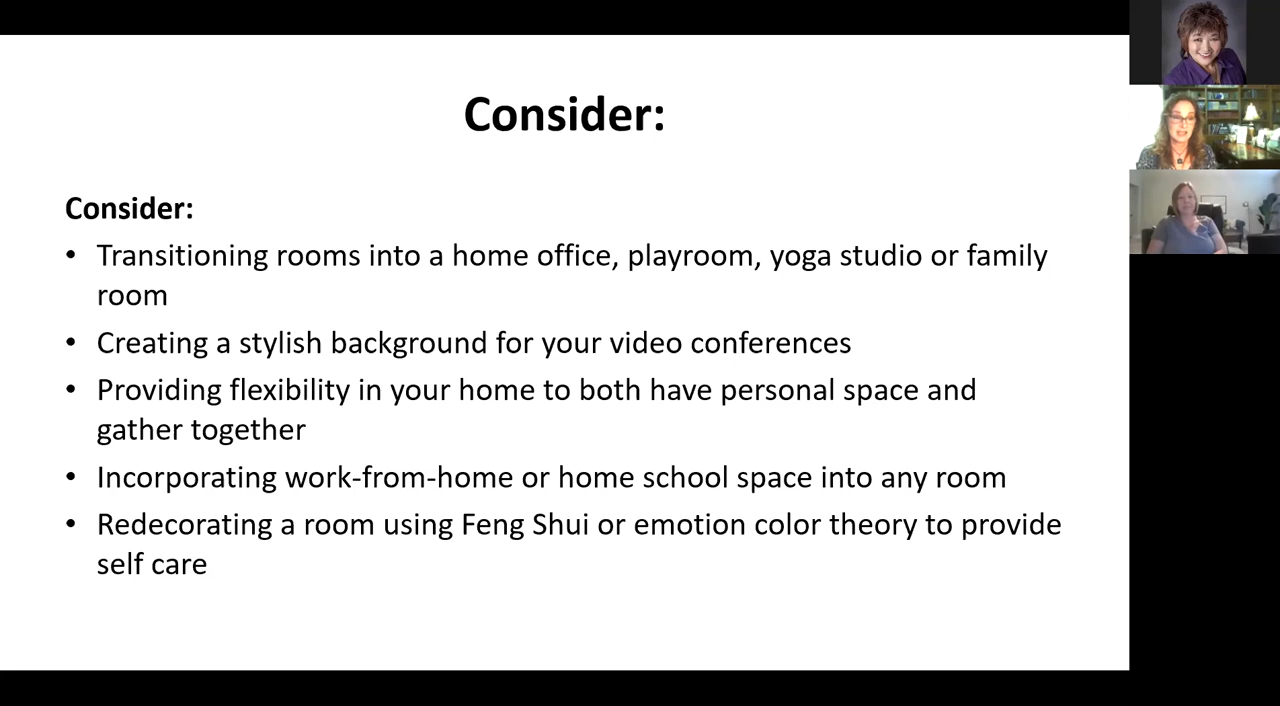 Consider:
Consider:
• Transitioning rooms into a home office, playroom, yoga studio or family
room
• Creating a stylish background for your video conferences
• Providing flexibility in your home to both have personal space and
gather together
• Incorporating work-from-home or home school space into any room
• Redecorating a room using Feng Shui or emotion color theory to provide
self care